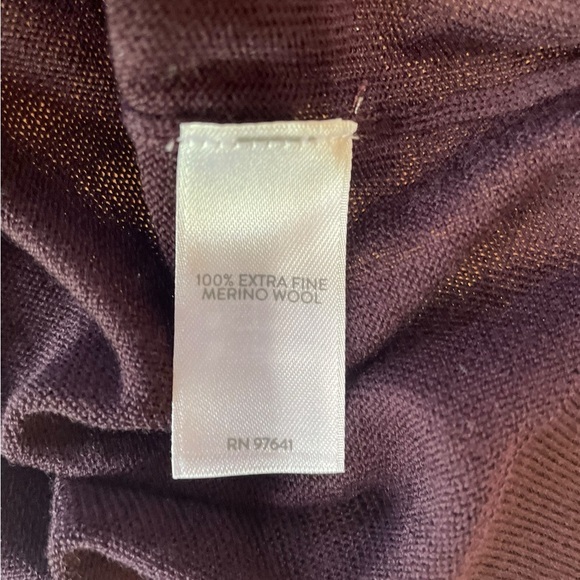 100% EXTRA FINE
MERINO WOOL
RN 97641